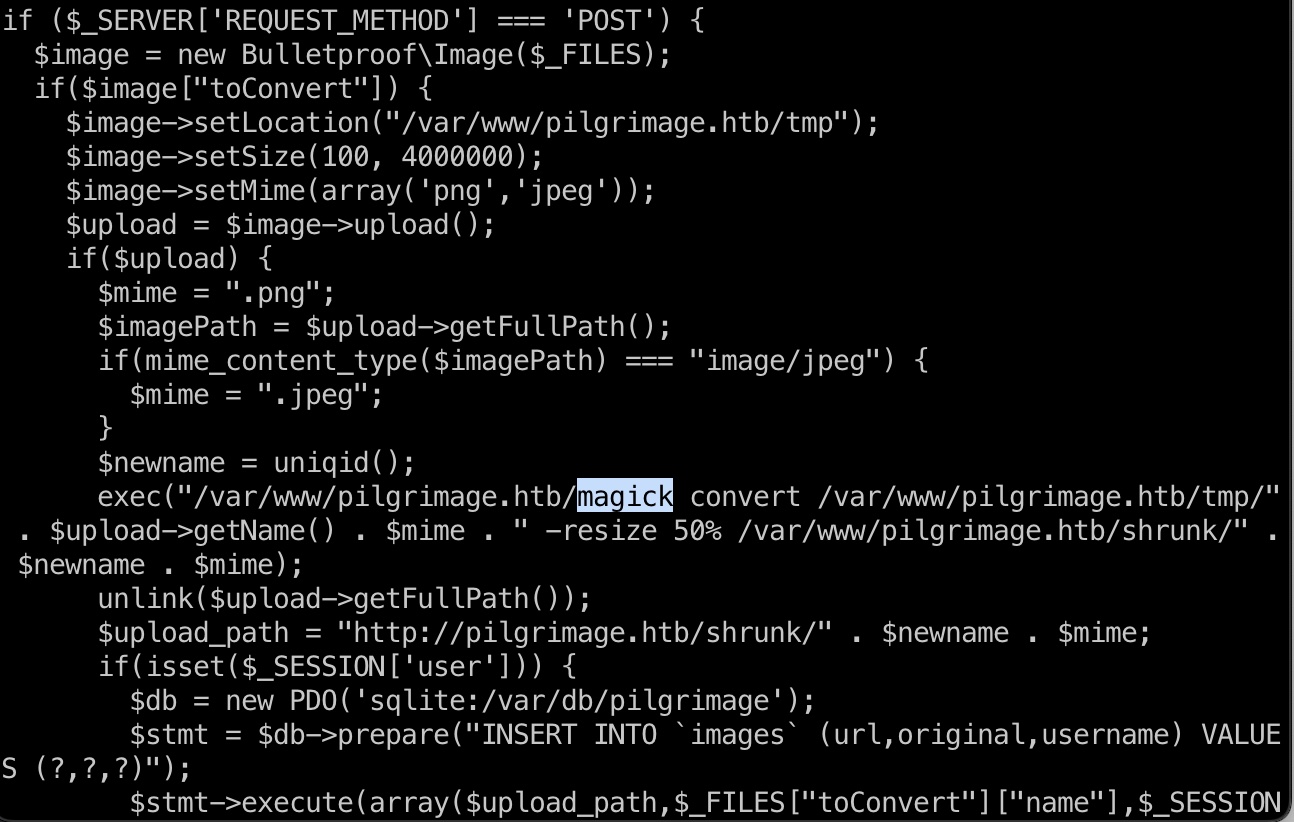 if ($_SERVER['REQUEST_METHOD'] === 'POST') {
  $image = new Bulletproof\Image($_FILES);
  if($image["toConvert"]) {
    $image->setLocation("/var/www/pilgrimage.htb/tmp");
    $image->setSize(100, 4000000);
    $image->setMime(array('png','jpeg'));
    $upload = $image->upload();
    if($upload) {
      $mime = ".png";
      $imagePath = $upload->getFullPath();
      if(mime_content_type($imagePath) === "image/jpeg") {
        $mime = ".jpeg";
      }
      $newname = uniqid();
      exec("/var/www/pilgrimage.htb/magick convert /var/www/pilgrimage.htb/tmp/"
 . $upload->getName() . $mime . " -resize 50% /var/www/pilgrimage.htb/shrunk/" .
 $newname . $mime);
      unlink($upload->getFullPath());
      $upload_path = "http://pilgrimage.htb/shrunk/" . $newname . $mime;
      if(isset($_SESSION['user'])) {
        $db = new PDO('sqlite:/var/db/pilgrimage');
        $stmt = $db->prepare("INSERT INTO `images` (url,original,username) VALUE
S (?,?,?)");
        $stmt->execute(array($upload_path,$_FILES["toConvert"]["name"],$_SESSION